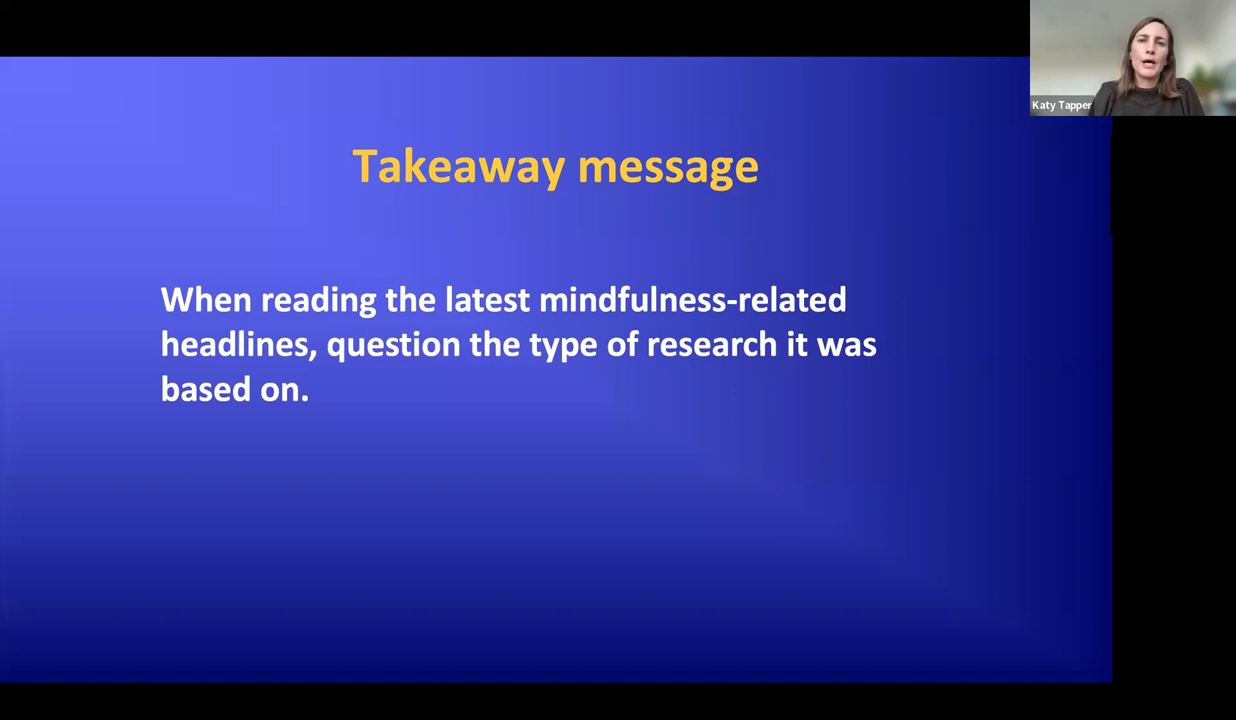 Katy Tapper
Takeaway message
When reading the latest mindfulness-related
headlines, question the type of research it was
based on.